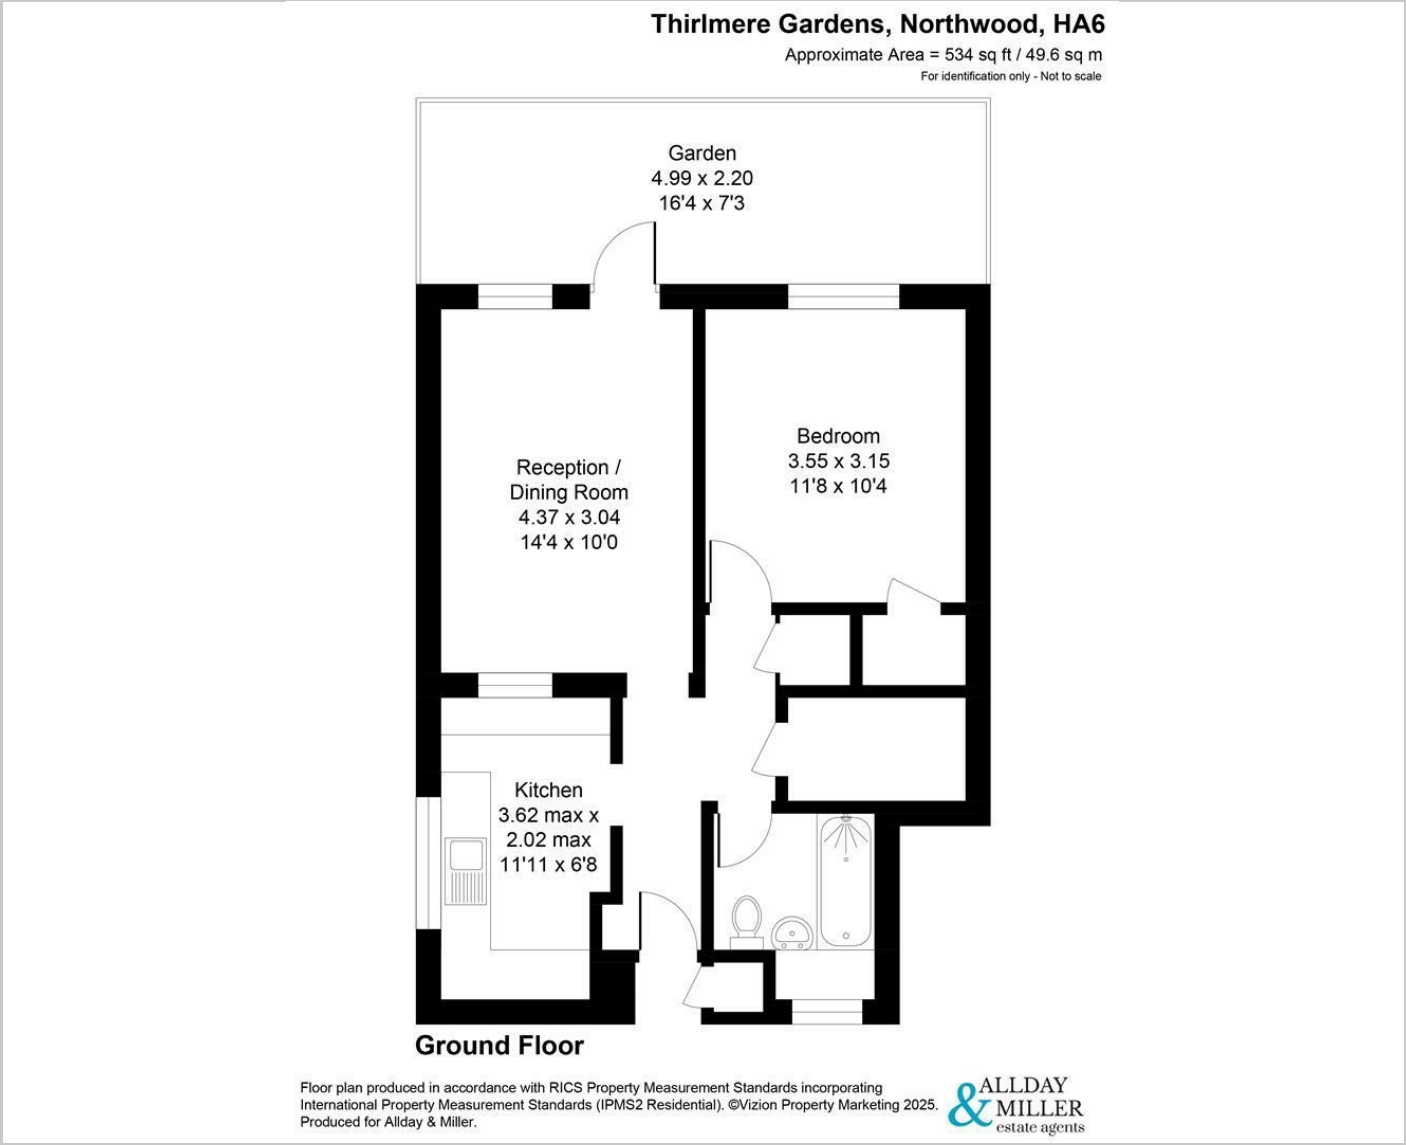 Thirlmere Gardens, Northwood, HA6
Approximate Area = 534 sq ft / 49.6 sq m
For identification only - Not to scale
Garden
4.99 x 2.20
16'4 x 7'3
Bedroom
3.55 x 3.15
11'8 x 10'4
Reception /
Dining Room
4.37 x 3.04
14'4 x 10'0
Kitchen
3.62 max x
2.02 max
11'11 x 6'8
Ground Floor
Floor plan produced in accordance with RICS Property Measurement Standards incorporating
International Property Measurement Standards (IPMS2 Residential). ©Vizion Property Marketing 2025.
Produced for Allday & Miller.
ALLDAY
& MILLER
estate agents